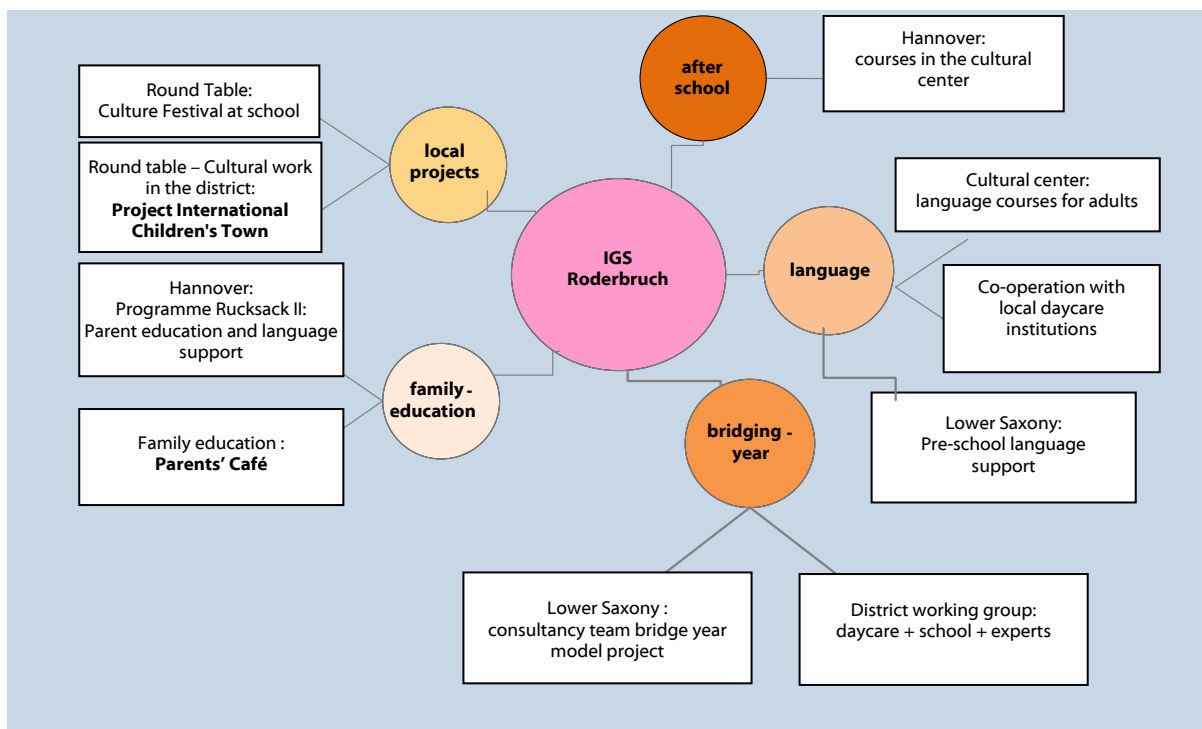 Hannover:
courses in the cultural
center
after
school
Round Table:
Culture Festival at school
local
projects
Round table – Cultural work
in the district:
Project International
Children's Town
Cultural center:
language courses for adults
IGS
Roderbruch
language
Co-operation with
local daycare
institutions
Hannover:
Programme Rucksack II:
Parent education and language
support
family -
education
Family education :
Parents’ Café
bridging -
year
Lower Saxony:
Pre-school language
support
Lower Saxony :
consultancy team bridge year
model project
District working group:
daycare + school + experts